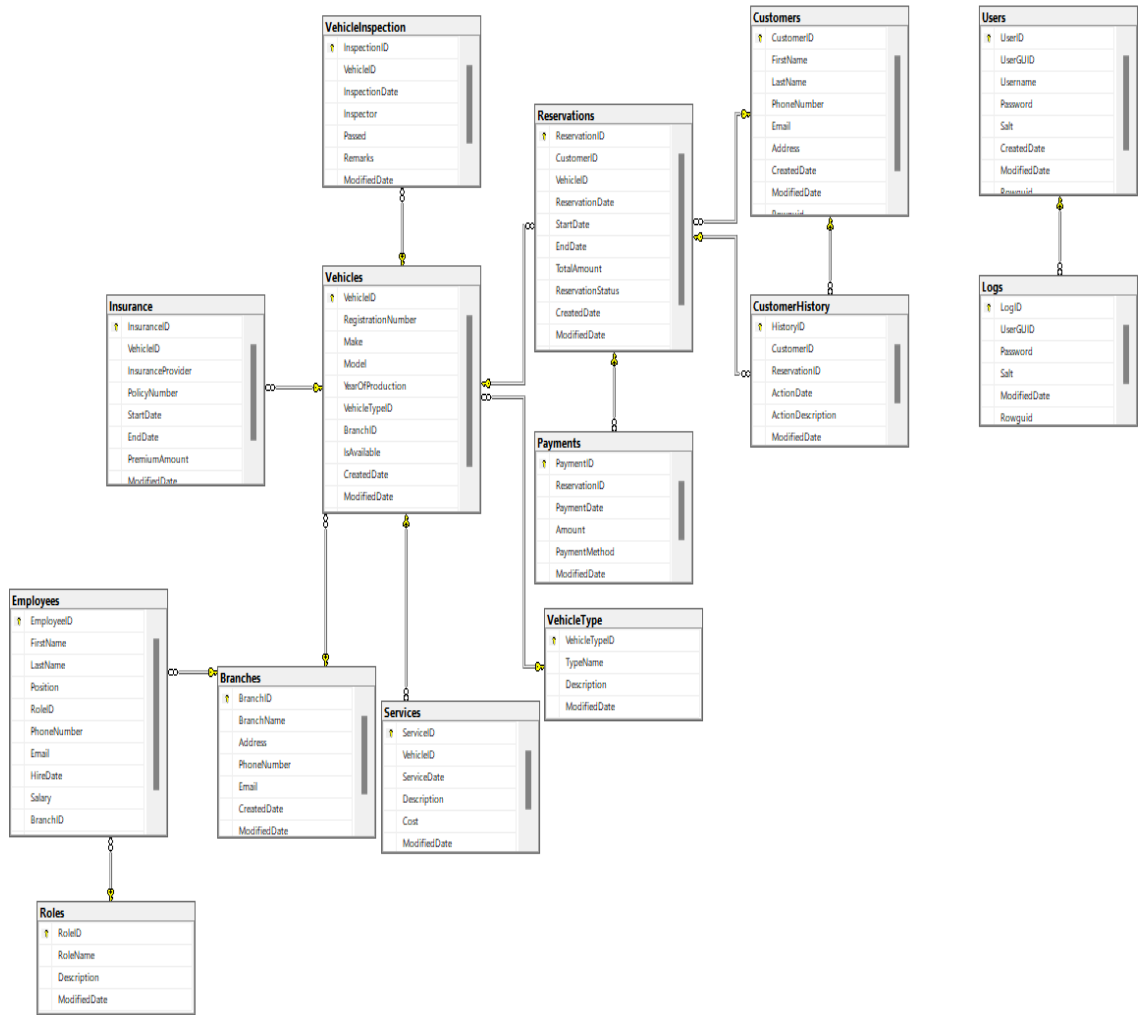 VehicleInspection
InspectionID
VehicleID
InspectionDate
Inspector
Passed
Remarks
ModifiedDate
Customers
CustomerID
FirstName
LastName
PhoneNumber
Email
Address
CreatedDate
ModifiedDate
Rowguid
Users
UserID
UserGUID
Username
Password
Salt
CreatedDate
ModifiedDate
Rowguid
Reservations
ReservationID
CustomerID
VehicleID
ReservationDate
StartDate
EndDate
TotalAmount
ReservationStatus
CreatedDate
ModifiedDate
Vehicles
VehicleID
RegistrationNumber
Make
Model
YearOfProduction
VehicleTypeID
BranchID
IsAvailable
CreatedDate
ModifiedDate
Insurance
InsuranceID
VehicleID
InsuranceProvider
PolicyNumber
StartDate
EndDate
PremiumAmount
ModifiedDate
CustomerHistory
HistoryID
CustomerID
ReservationID
ActionDate
ActionDescription
ModifiedDate
Logs
LogID
UserGUID
Password
Salt
ModifiedDate
Rowguid
Payments
PaymentID
ReservationID
PaymentDate
Amount
PaymentMethod
ModifiedDate
Employees
EmployeeID
FirstName
LastName
Position
RoleID
PhoneNumber
Email
HireDate
Salary
BranchID
Branches
BranchID
BranchName
Address
PhoneNumber
Email
CreatedDate
ModifiedDate
Services
ServiceID
VehicleID
ServiceDate
Description
Cost
ModifiedDate
VehicleType
VehicleTypeID
TypeName
Description
ModifiedDate
Roles
RoleID
RoleName
Description
ModifiedDate